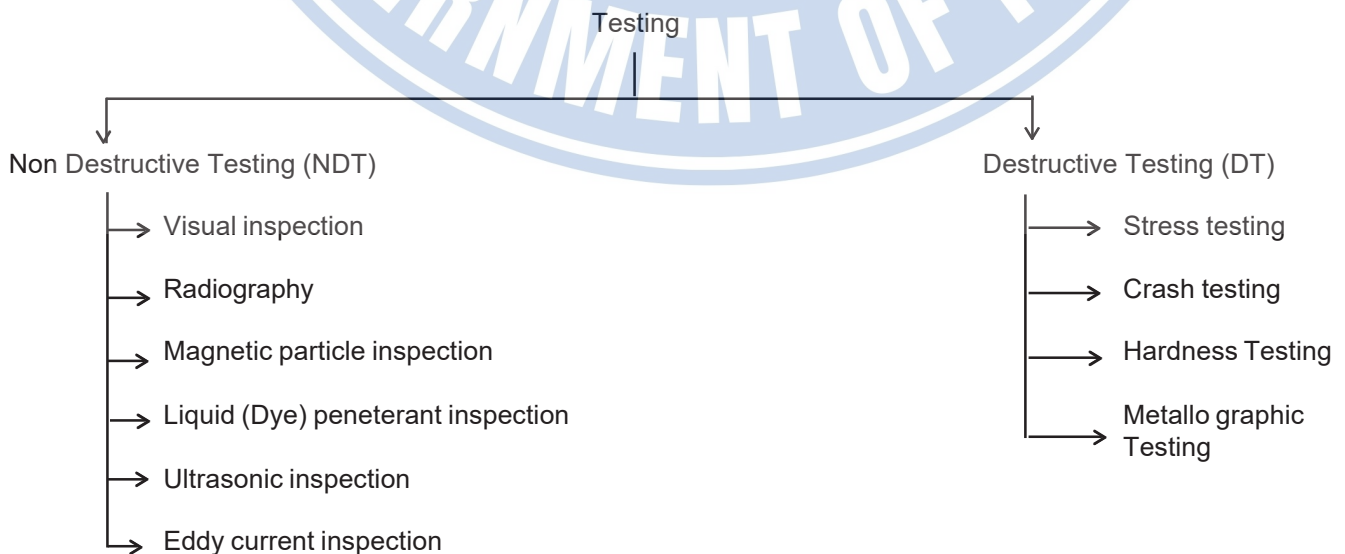 Testing
Non Destructive Testing (NDT)
Visual inspection
Radiography
Magnetic particle inspection
Liquid (Dye) peneterant inspection
Ultrasonic inspection
Eddy current inspection
Destructive Testing (DT)
Stress testing
Crash testing
Hardness Testing
Metallo graphic
Testing